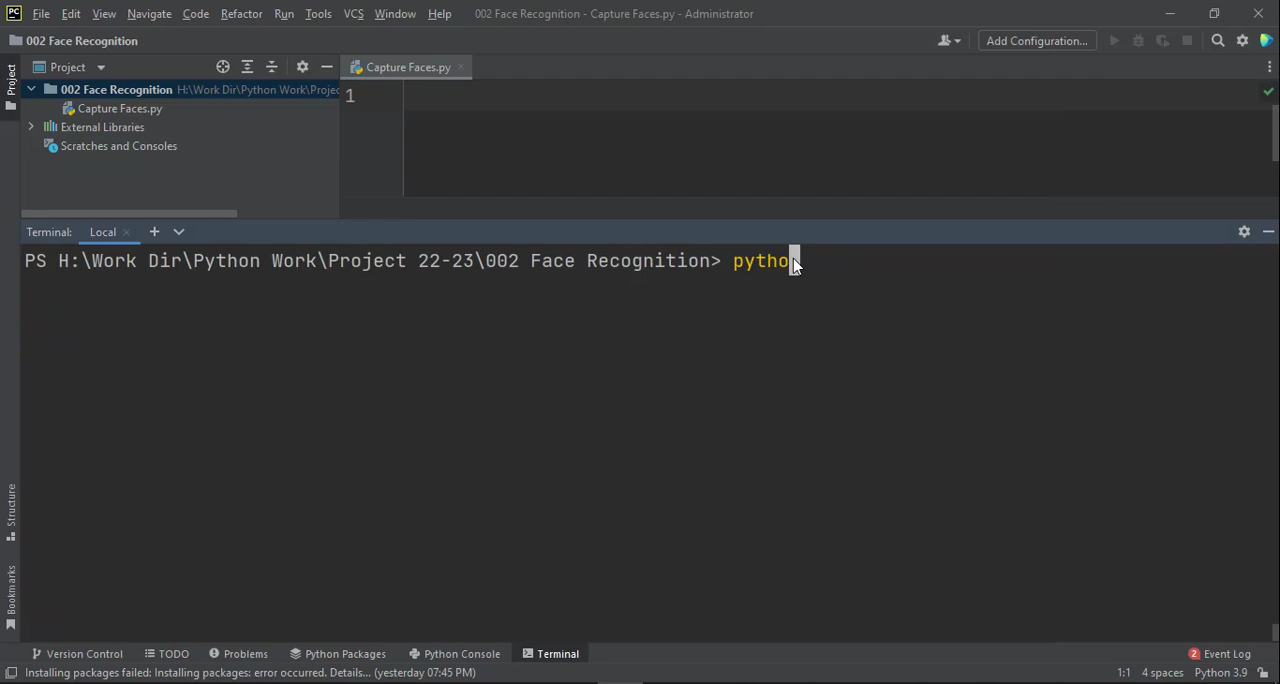 PC File Edit View Navigate Code Refactor Run Tools VCS Window Help 002 Face Recognition - Capture Faces.py - Administrator
002 Face Recognition Add Configuration...
Project Project Capture Faces.py
002 Face Recognition H:\Work Dir\Python Work\Projec 1
Capture Faces.py
External Libraries
Scratches and Consoles
Terminal: Local
PS H:\Work Dir\Python Work\Project 22-23\002 Face Recognition> pytho
Structure
Bookmarks
Version Control TODO Problems Python Packages Python Console Terminal 2 Event Log
Installing packages failed: Installing packages: error occurred. Details... (yesterday 07:45 PM) 1:1 4 spaces Python 3.9